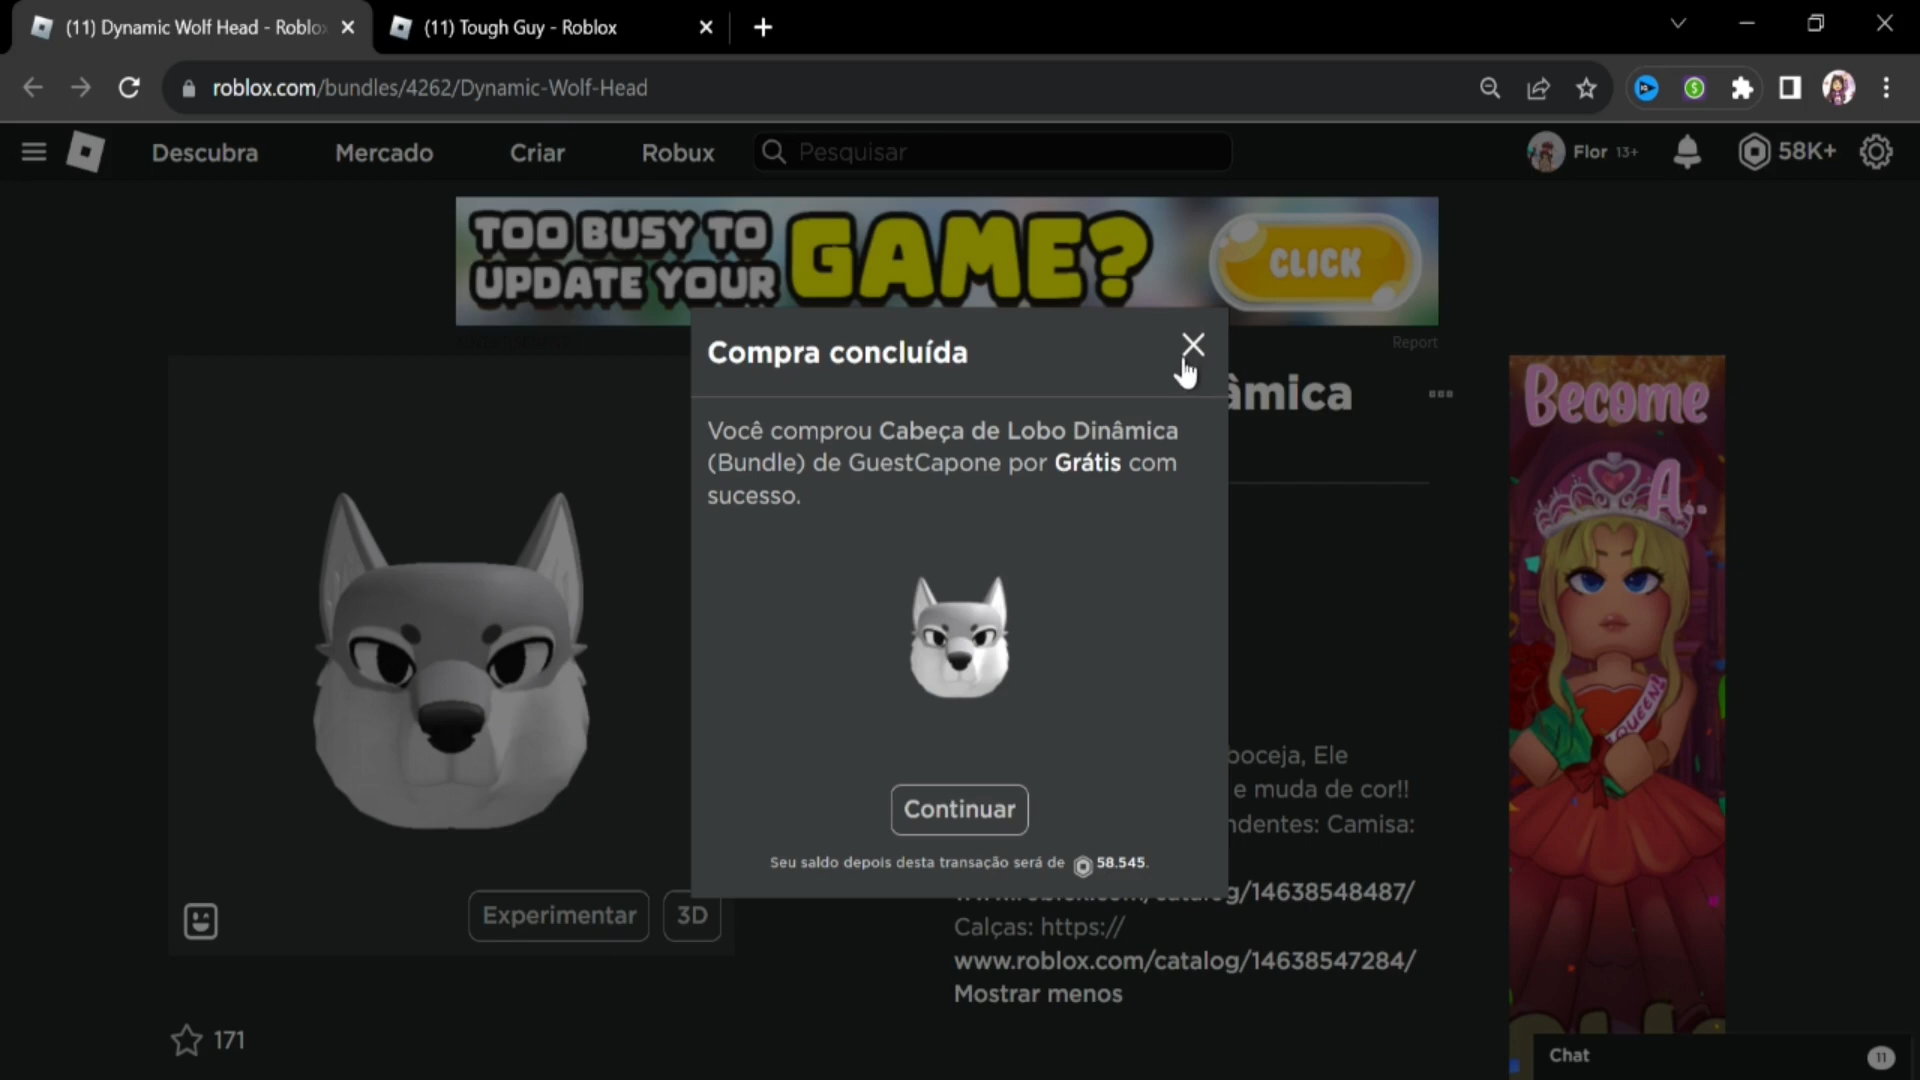 (11) Dynamic Wolf Head - Roblox
(11) Tough Guy - Roblox
roblox.com/bundles/4262/Dynamic-Wolf-Head
Descubra
Mercado
Criar
Robux
Pesquisar
Flor 13+
58K+
TOO BUSY TO
UPDATE YOUR
GAME?
CLICK
Report
Compra concluída
âmica
Você comprou Cabeça de Lobo Dinâmica
(Bundle) de GuestCapone por Grátis com
sucesso.
Continuar
Seu saldo depois desta transação será de 58.545.
boceja, Ele
e muda de cor!!
ndentes: Camisa:
g/14638548487/
Calças: https://
www.roblox.com/catalog/14638547284/
Mostrar menos
Experimentar
3D
171
Become
A..
QUEEN!
Chat
11